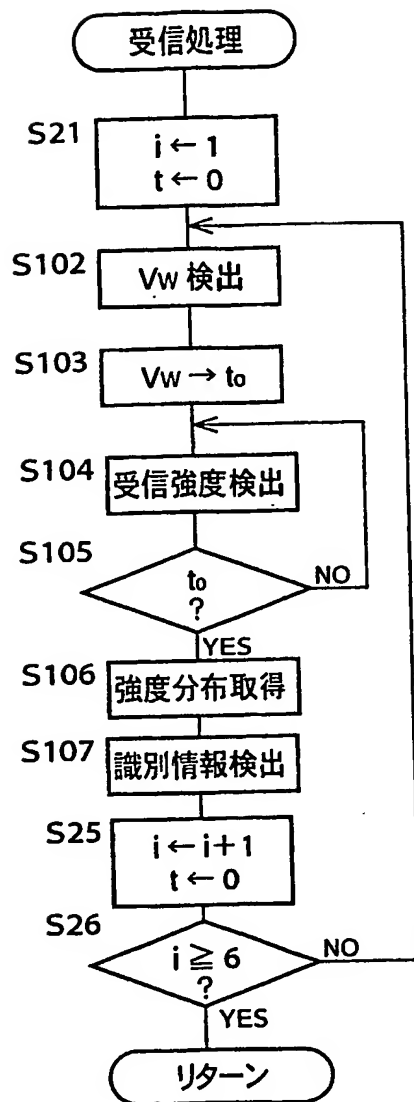 受信処理
S21
i ← 1
t ← 0
S102
Vw 検出
S103
Vw → to
S104
受信強度検出
S105
to
?
NO
YES
S106
強度分布取得
S107
識別情報検出
S25
i ← i+1
t ← 0
S26
i ≧ 6
?
NO
YES
リターン